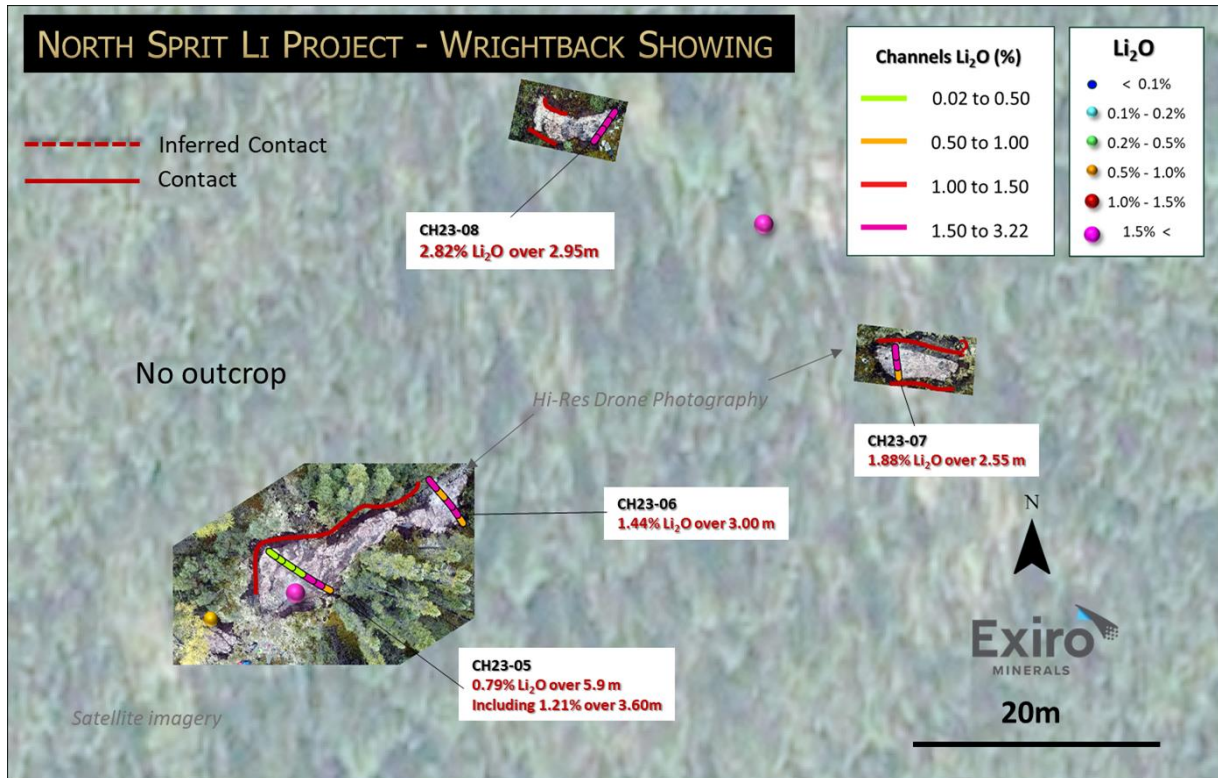 NORTH SPRIT LI PROJECT - WRIGHTBACK SHOWING
Inferred Contact
Contact
Channels Li₂O (%)
0.02 to 0.50
0.50 to 1.00
1.00 to 1.50
1.50 to 3.22
Li₂O
< 0.1%
0.1% - 0.2%
0.2% - 0.5%
0.5% - 1.0%
1.0% - 1.5%
1.5% <
CH23-08
2.82% Li₂O over 2.95m
No outcrop
Hi-Res Drone Photography
CH23-07
1.88% Li₂O over 2.55 m
CH23-06
1.44% Li₂O over 3.00 m
CH23-05
0.79% Li₂O over 5.9 m
Including 1.21% over 3.60m
Satellite imagery
N
Exiro
MINERALS
20m